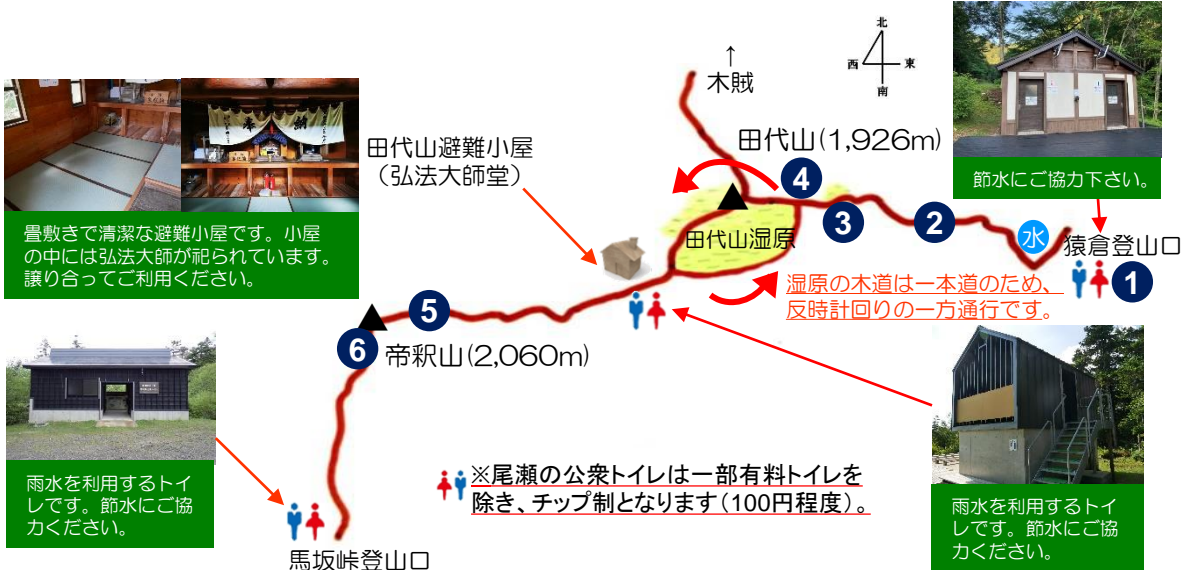 北
西
東
南
↑
木賊
田代山避難小屋
(弘法大師堂)
田代山(1,926m)
奉 納
畳敷きで清潔な避難小屋です。小屋
の中には弘法大師が祀られています。
譲り合ってご利用ください。
節水にご協力下さい。
4
3
2
田代山湿原
水
猿倉登山口
1
湿原の木道は一本道のため、
反時計回りの一方通行です。
5
6
帝釈山(2,060m)
雨水を利用するトイ
レです。節水にご協
力ください。
※尾瀬の公衆トイレは一部有料トイレを
除き、チップ制となります(100円程度)。
雨水を利用するトイ
レです。節水にご協
力ください。
馬坂峠登山口